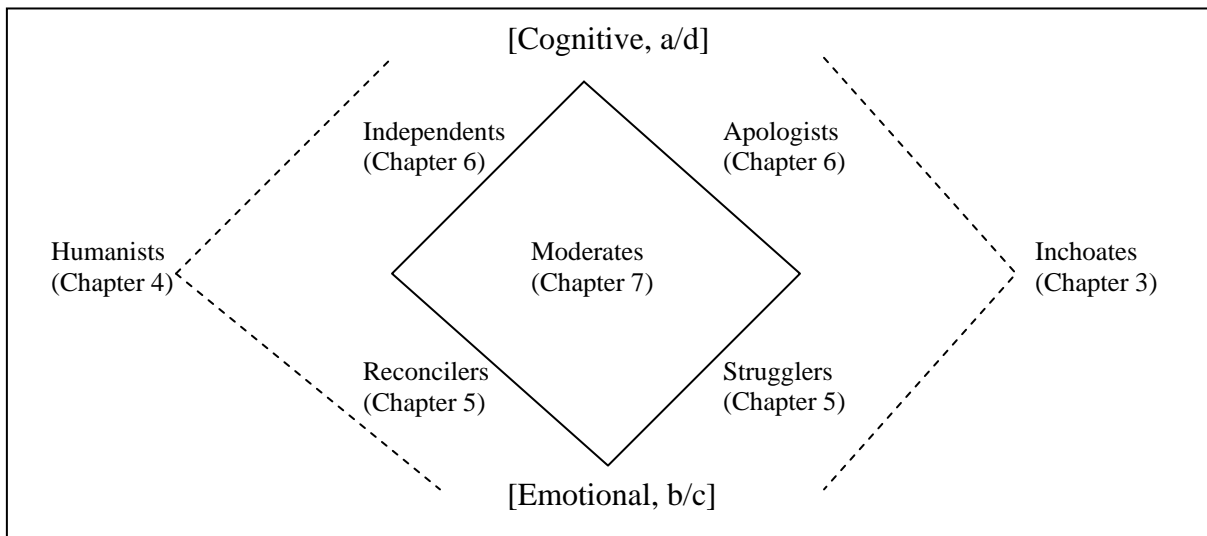 [Cognitive, a/d]
Independents
(Chapter 6)
Apologists
(Chapter 6)
Humanists
(Chapter 4)
Moderates
(Chapter 7)
Inchoates
(Chapter 3)
Reconcilers
(Chapter 5)
Strugglers
(Chapter 5)
[Emotional, b/c]